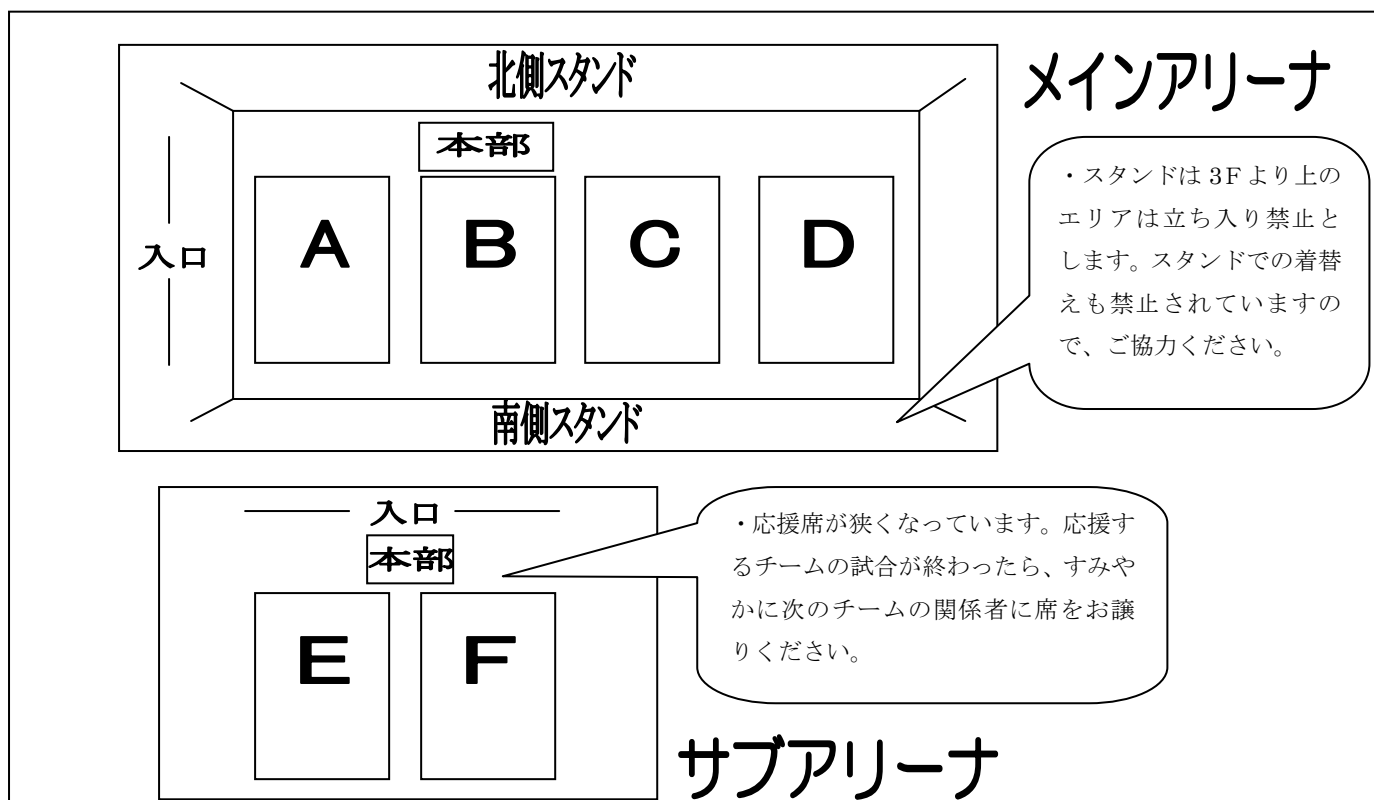 北側スタンド
メインアリーナ
本部
・スタンドは3Fより上の
エリアは立ち入り禁止と
します。スタンドでの着替
えも禁止されていますの
で、ご協力ください。
入口
A
B
C
D
南側スタンド
入口
本部
・応援席が狭くなっています。応援す
るチームの試合が終わったら、すみや
かに次のチームの関係者に席をお譲
りください。
E
F
サブアリーナ